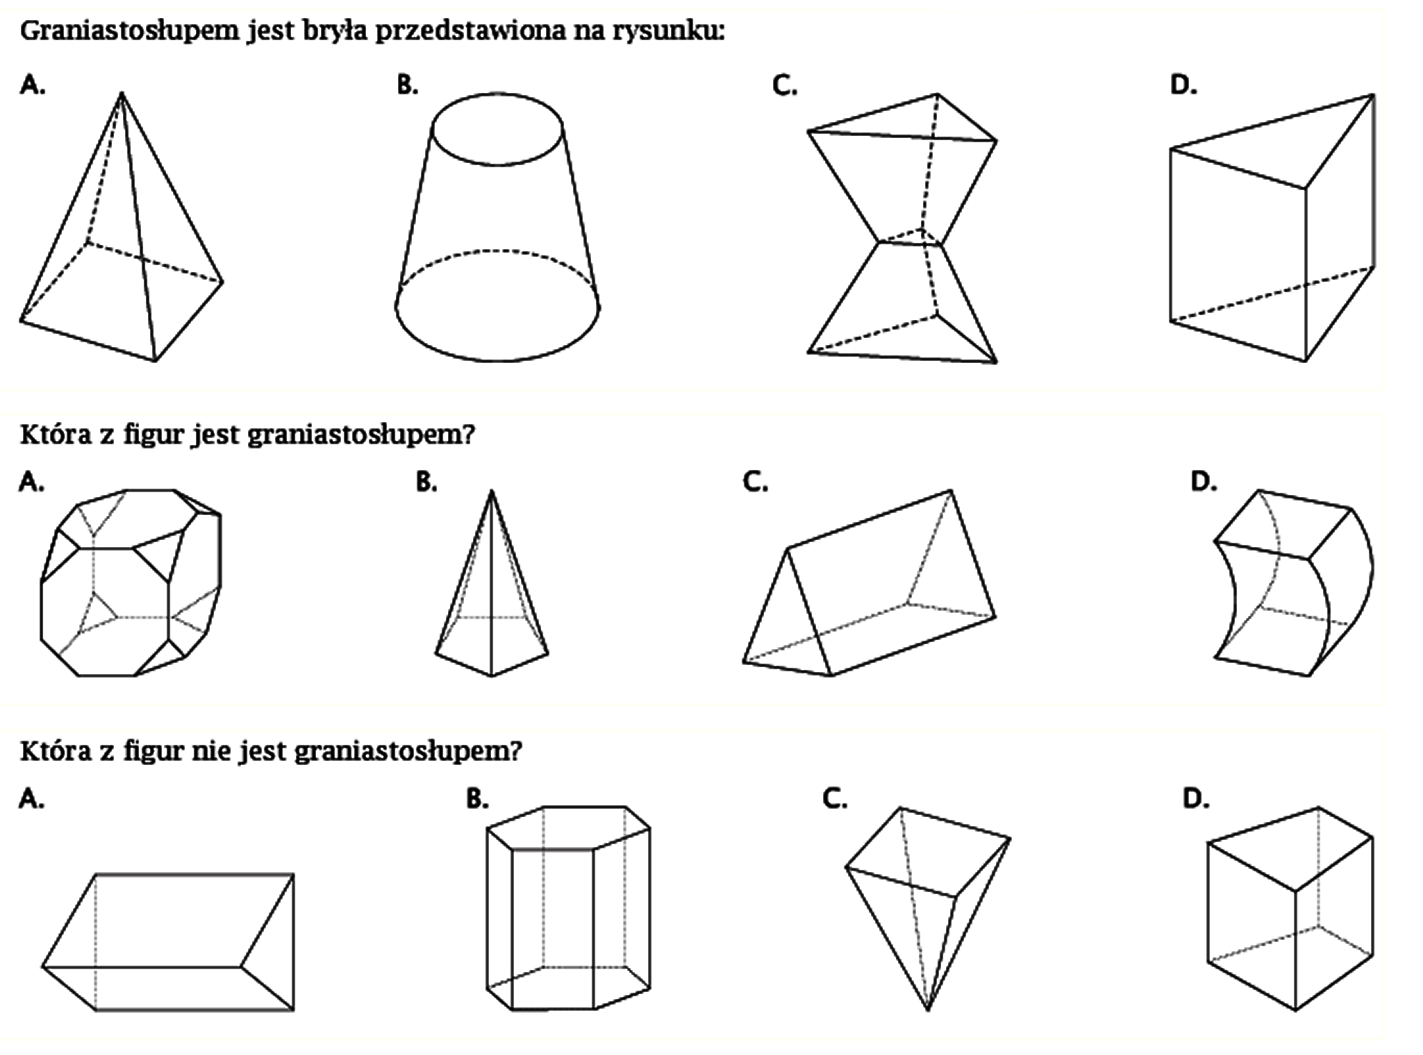 Graniastosłupem jest bryła przedstawiona na rysunku:
A. B. C. D.
Która z figur jest graniastosłupem?
A. B. C. D.
Która z figur nie jest graniastosłupem?
A. B. C. D.